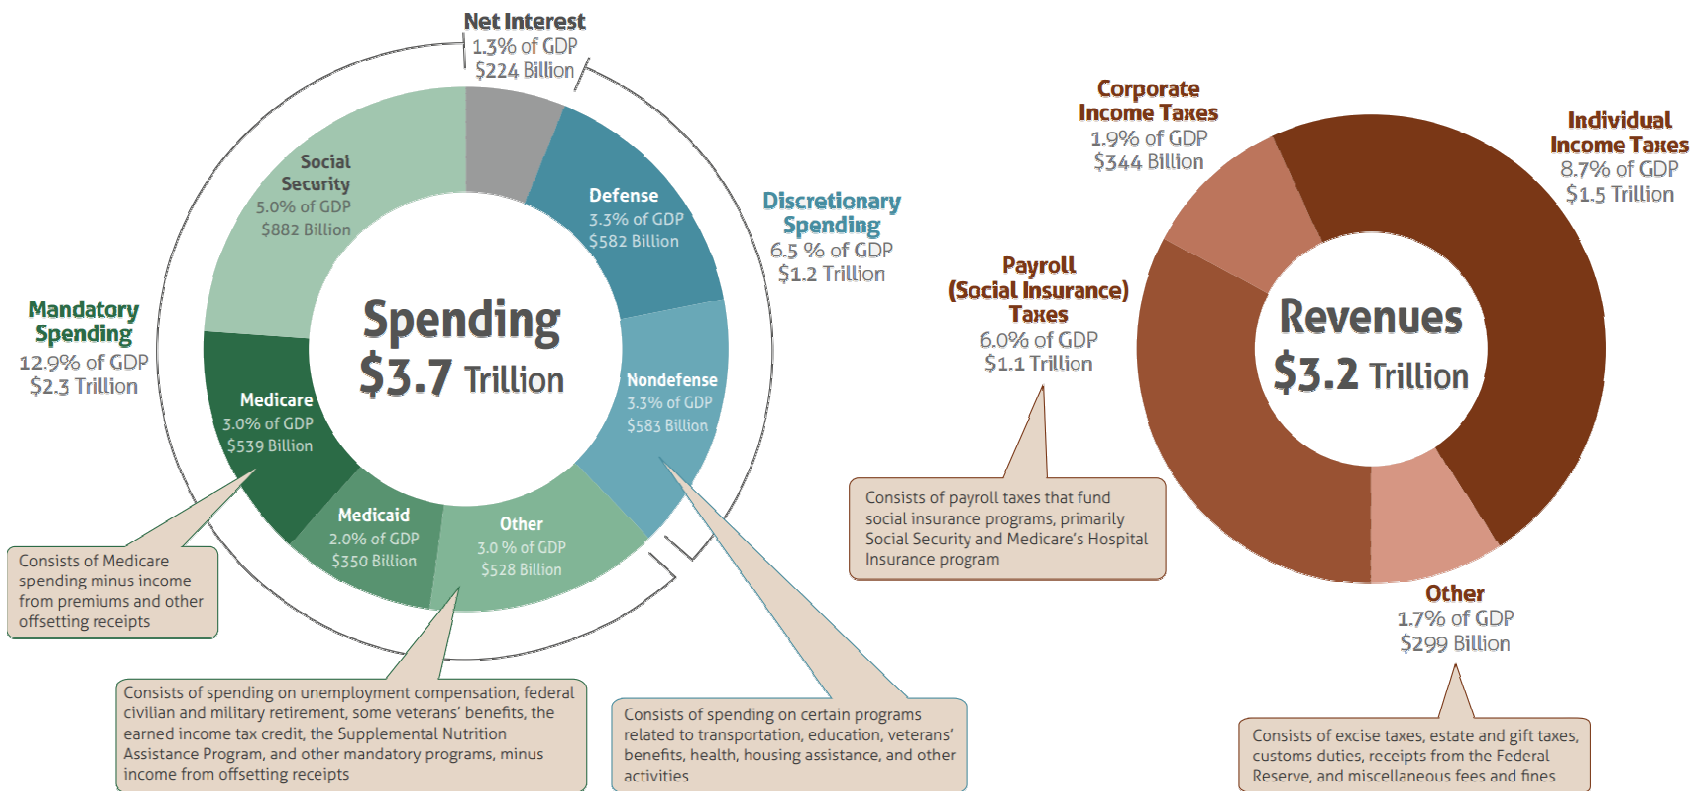 Net Interest
1.3% of GDP
$224 Billion
Social
Security
5.0% of GDP
$882 Billion
Defense
3.3% of GDP
$582 Billion
Discretionary
Spending
6.5 % of GDP
$1.2 Trillion
Mandatory
Spending
12.9% of GDP
$2.3 Trillion
Spending
$3.7 Trillion
Nondefense
3.3% of GDP
$583 Billion
Medicare
3.0% of GDP
$539 Billion
Medicaid
2.0% of GDP
$350 Billion
Other
3.0 % of GDP
$528 Billion
Consists of Medicare
spending minus income
from premiums and other
offsetting receipts
Consists of spending on unemployment compensation, federal
civilian and military retirement, some veterans’ benefits, the
earned income tax credit, the Supplemental Nutrition
Assistance Program, and other mandatory programs, minus
income from offsetting receipts
Consists of spending on certain programs
related to transportation, education, veterans’
benefits, health, housing assistance, and other
activities
Corporate
Income Taxes
1.9% of GDP
$344 Billion
Individual
Income Taxes
8.7% of GDP
$1.5 Trillion
Payroll
(Social Insurance)
Taxes
6.0% of GDP
$1.1 Trillion
Revenues
$3.2 Trillion
Consists of payroll taxes that fund
social insurance programs, primarily
Social Security and Medicare’s Hospital
Insurance program
Other
1.7% of GDP
$299 Billion
Consists of excise taxes, estate and gift taxes,
customs duties, receipts from the Federal
Reserve, and miscellaneous fees and fines